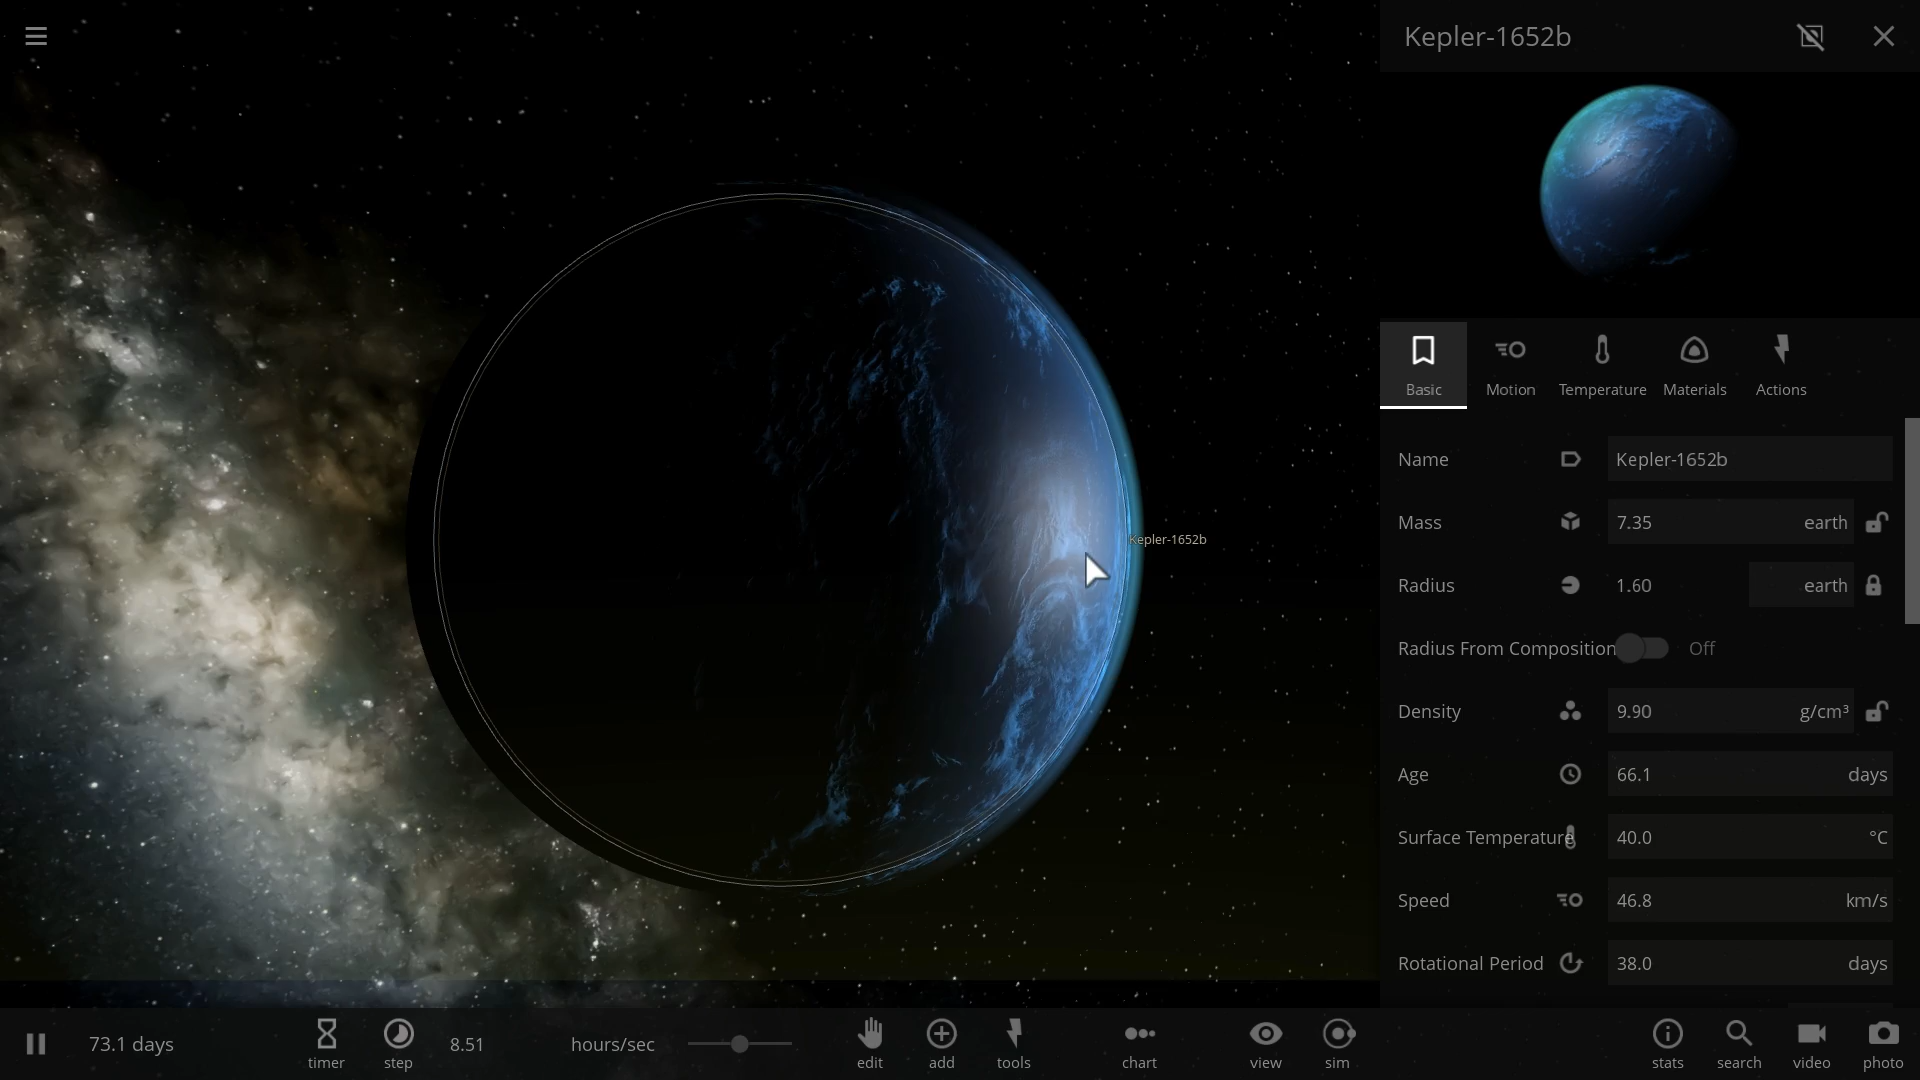 Kepler-1652b
Basic
Motion
Temperature
Materials
Actions
Name
Kepler-1652b
Mass
7.35 earth
Radius
1.60 earth
Radius From Composition
Off
Density
9.90 g/cm³
Age
66.1 days
Surface Temperature
40.0 °C
Speed
46.8 km/s
Rotational Period
38.0 days
Kepler-1652b
73.1 days
timer
step
8.51 hours/sec
edit
add
tools
chart
view
sim
stats
search
video
photo